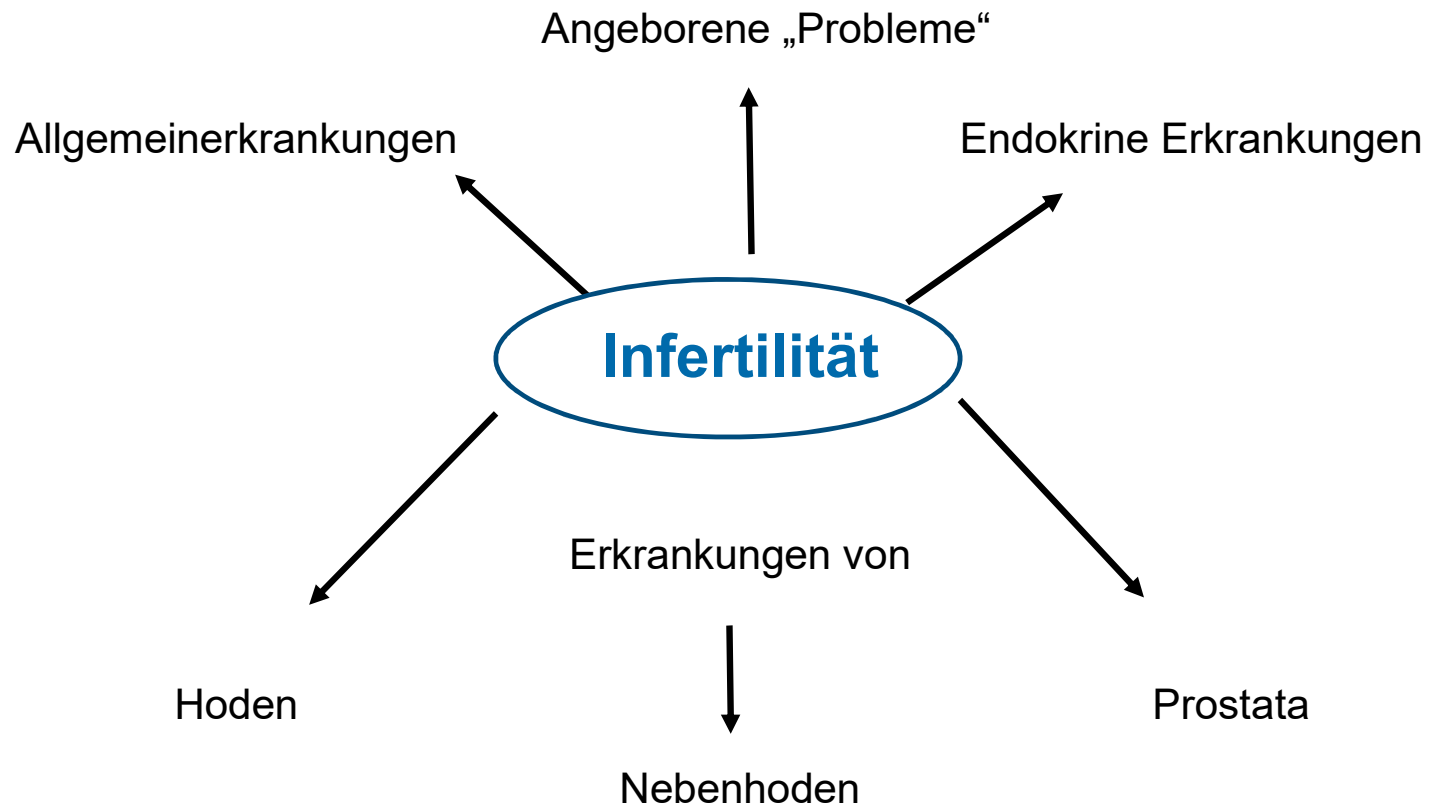 Angeborene „Probleme“
Allgemeinerkrankungen
Endokrine Erkrankungen
Infertilität
Erkrankungen von
Hoden
Prostata
Nebenhoden